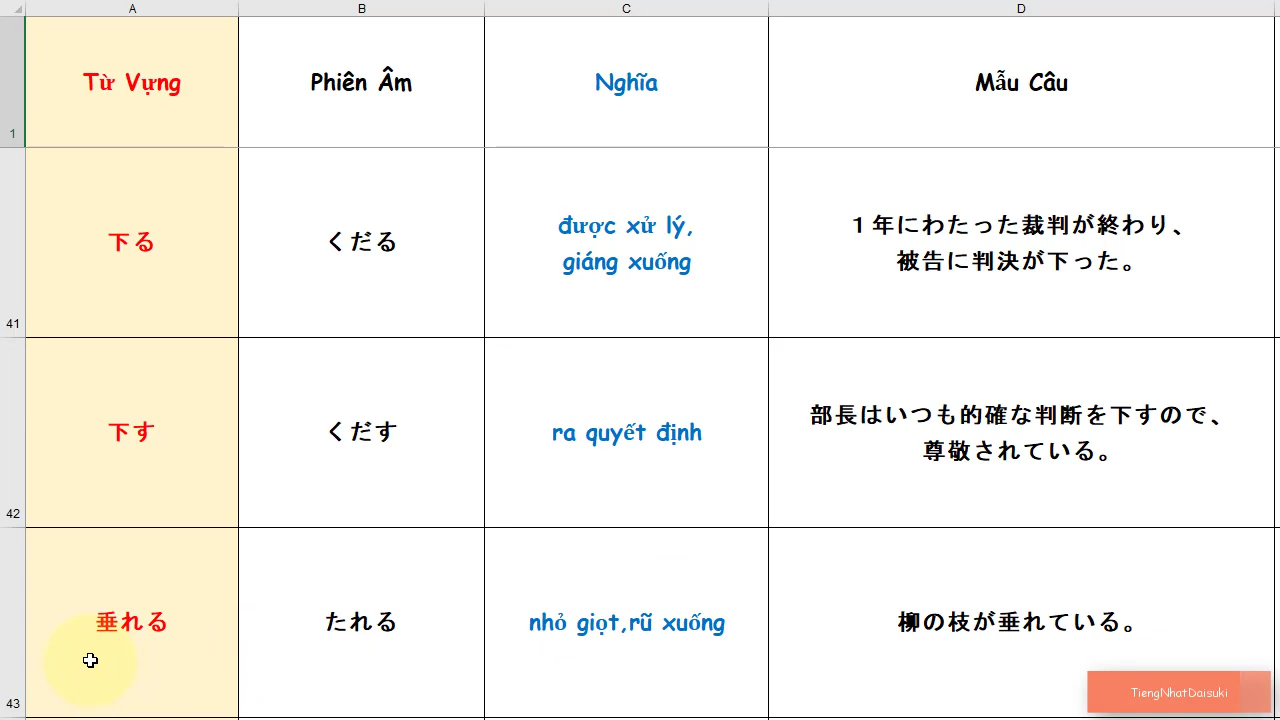 A B C D
Từ Vựng Phiên Âm Nghĩa Mẫu Câu
1
下る くだる được xử lý,
giáng xuống
１年にわたった裁判が終わり、
被告に判決が下った。
41
下す くだす ra quyết định
部長はいつも的確な判断を下すので、
尊敬されている。
42
垂れる たれる nhỏ giọt,rũ xuống 柳の枝が垂れている。
43
TiengNhatDaisuki